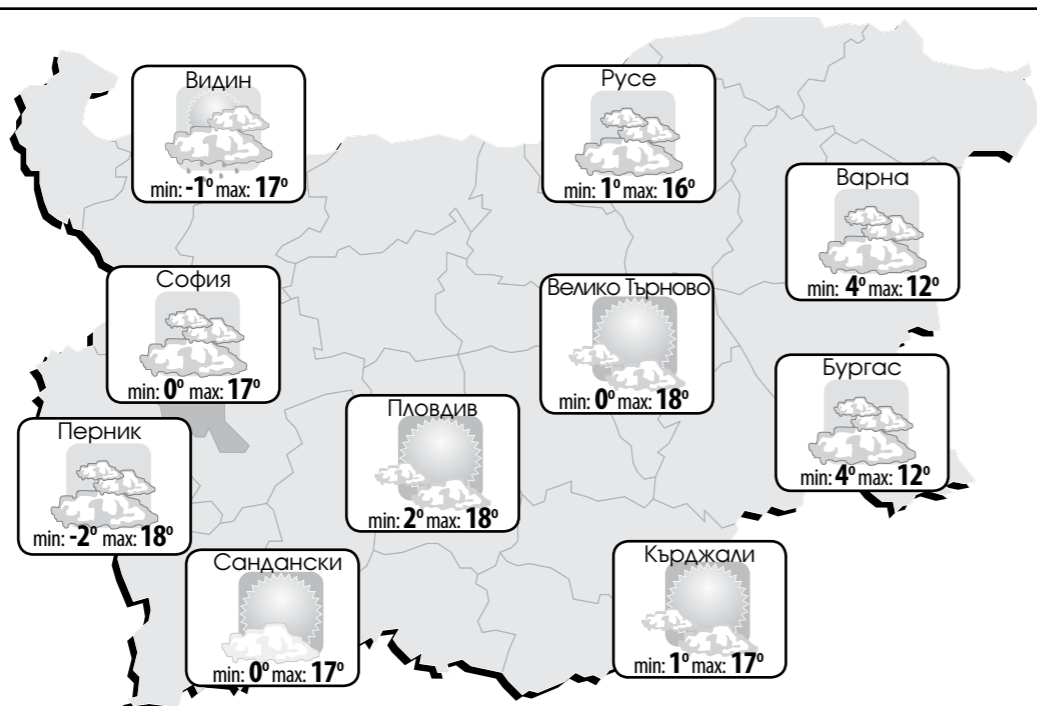 Видин
min: -1° max: 17°
Русе
min: 1° max: 16°
Варна
min: 4° max: 12°
София
min: 0° max: 17°
Велико Търново
min: 0° max: 18°
Бургас
min: 4° max: 12°
Пловдив
min: 2° max: 18°
Перник
min: -2° max: 18°
Сандански
min: 0° max: 17°
Кърджали
min: 1° max: 17°